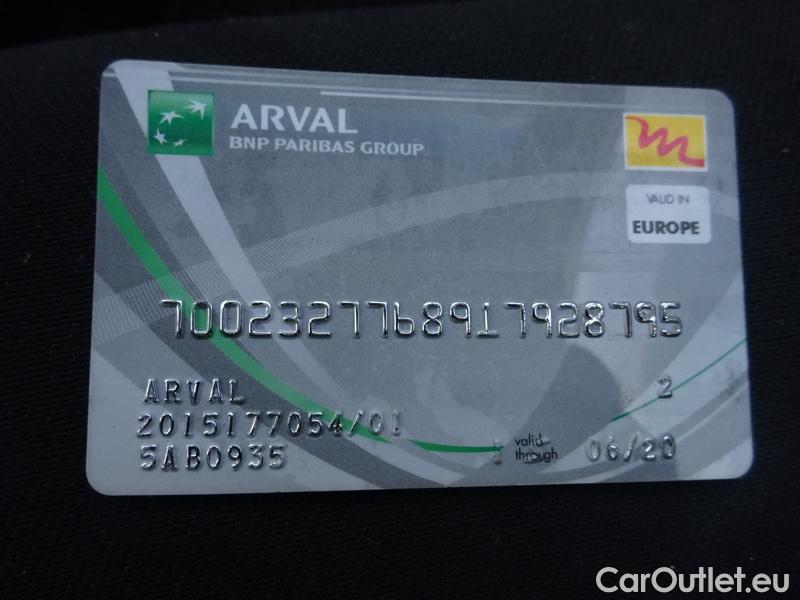 ARVAL
BNP PARIBAS GROUP
VALID IN
EUROPE
7002327768917928795
ARVAL 2
2015177054/01
5AB0935
valid through 06/20
CarOutlet.eu